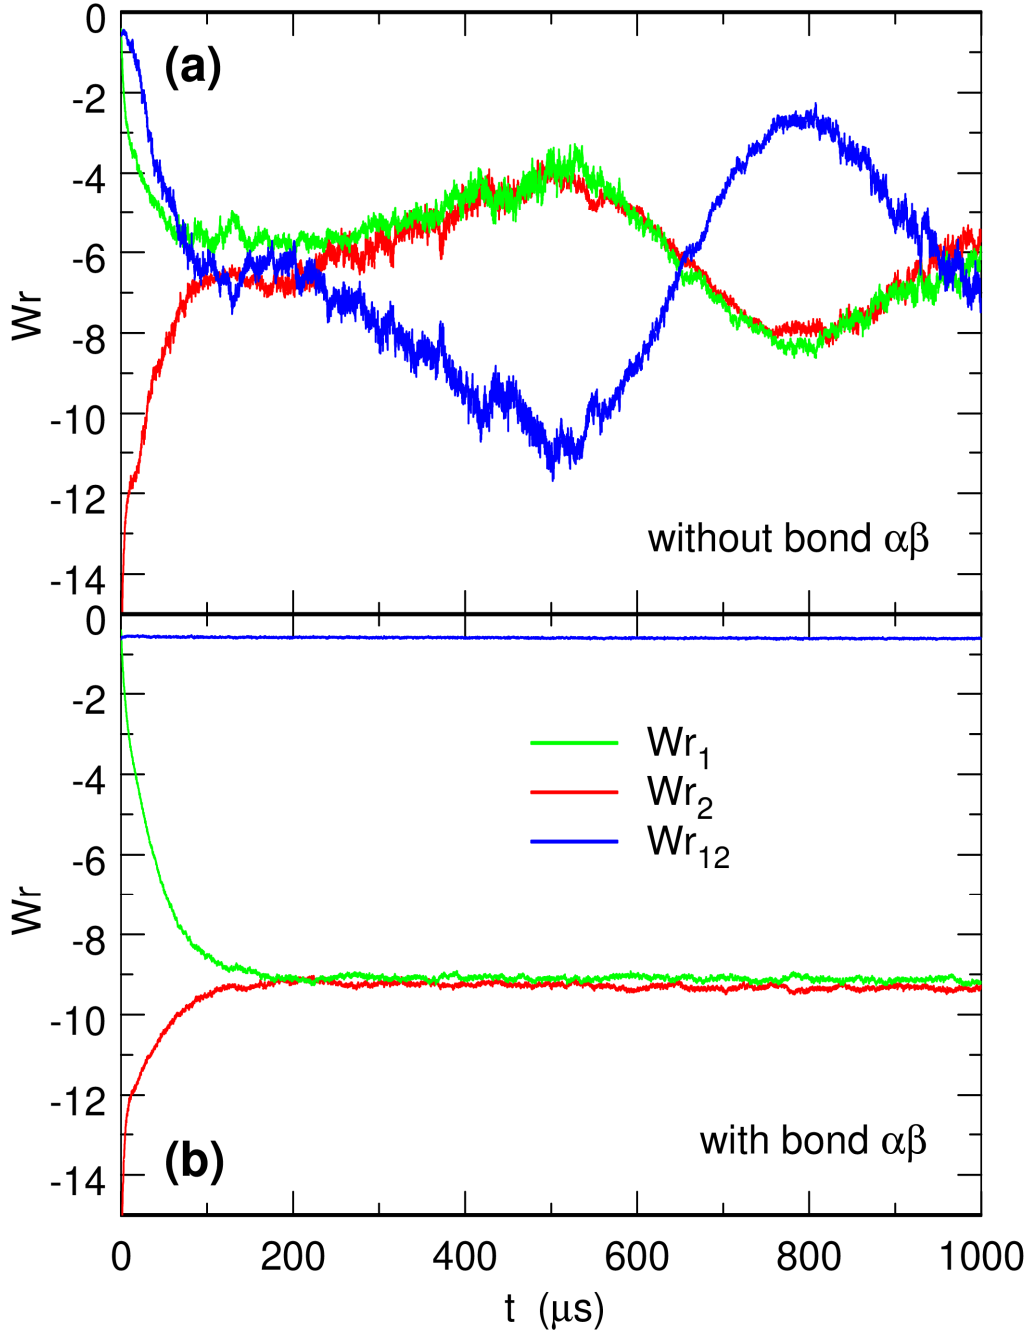 0
(a)
-2
-4
-6
Wr
-8
-10
-12
without bond αβ
-14
0
-2
Wr1
-4
Wr2
Wr12
-6
Wr
-8
-10
-12
with bond αβ
(b)
-14
0 200 400 600 800 1000
t (μs)